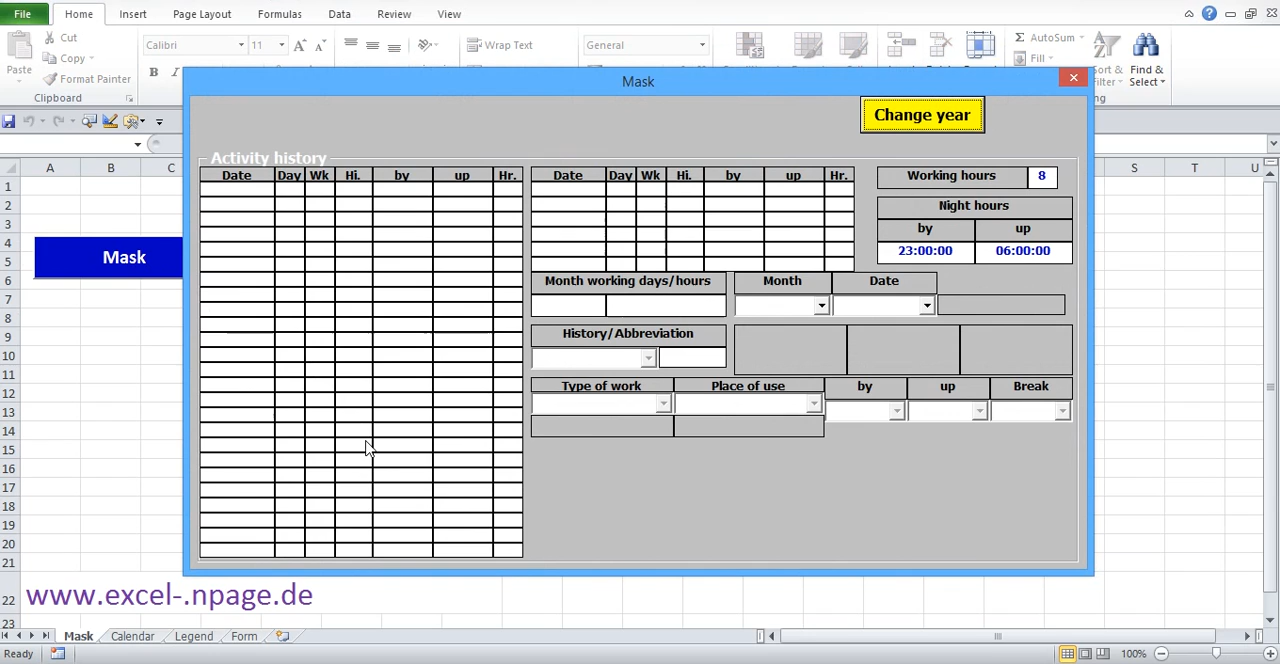 File Home Insert Page Layout Formulas Data Review View
Cut
Calibri 11 Wrap Text General Σ AutoSum
Paste Copy Fill Sort & Find &
Format Painter B I Filter Select
Clipboard
Mask
Change year
A B C S T U
Activity history
Date Day Wk Hi. by up Hr. Date Day Wk Hi. by up Hr. Working hours 8
Night hours
by up
23:00:00 06:00:00
Mask
Month working days/hours Month Date
History/Abbreviation
Type of work Place of use by up Break
1
2
3
4
5
6
7
8
9
10
11
12
13
14
15
16
17
18
19
20
21
22
23
www.excel-.npage.de
Mask Calendar Legend Form
Ready 100%